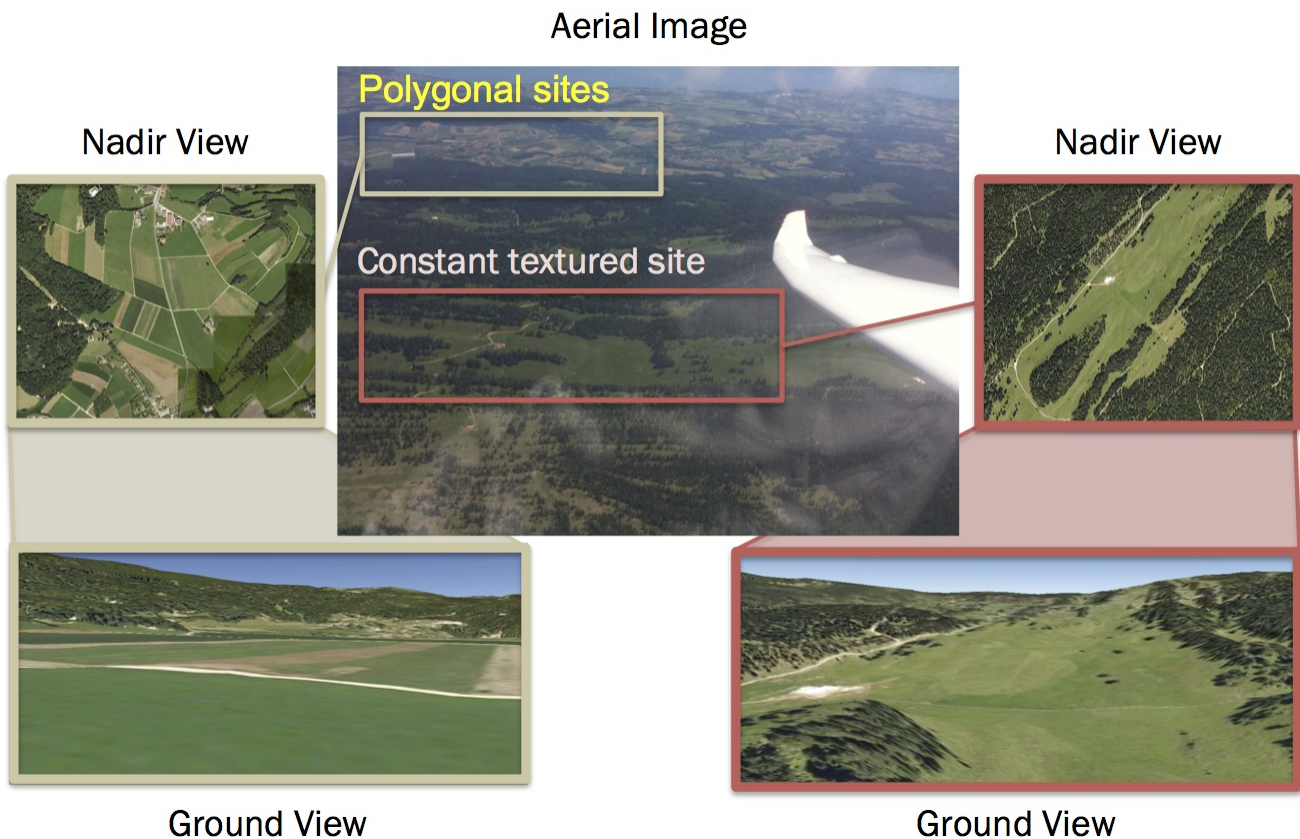 Aerial Image
Polygonal sites
Nadir View
Nadir View
Constant textured site
Ground View
Ground View